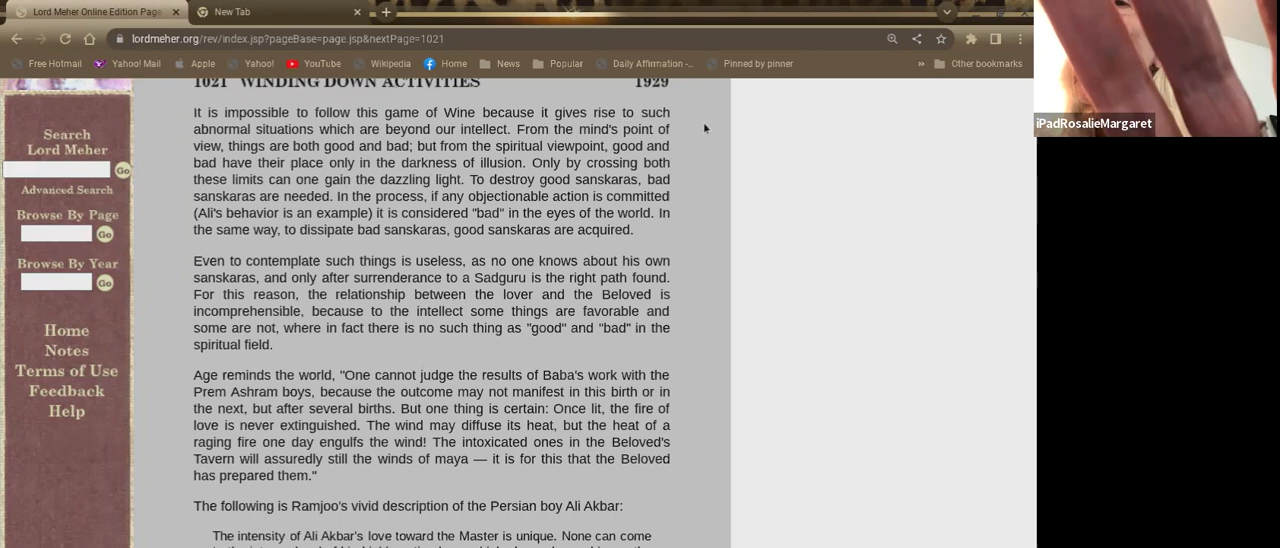 Lord Meher Online Edition Page
New Tab
lordmeher.org/rev/index.jsp?pageBase=page.jsp&nextPage=1021
Free Hotmail
Yahoo! Mail
Apple
Yahoo!
YouTube
Wikipedia
Home
News
Popular
Daily Affirmation -...
Pinned by pinner
»
Other bookmarks
Search
Lord Meher
Go
Advanced Search
Browse By Page
Go
Browse By Year
Go
Home
Notes
Terms of Use
Feedback
Help
1021 WINDING DOWN ACTIVITIES 1929
It is impossible to follow this game of Wine because it gives rise to such
abnormal situations which are beyond our intellect. From the mind's point of
view, things are both good and bad; but from the spiritual viewpoint, good and
bad have their place only in the darkness of illusion. Only by crossing both
these limits can one gain the dazzling light. To destroy good sanskaras, bad
sanskaras are needed. In the process, if any objectionable action is committed
(Ali's behavior is an example) it is considered "bad" in the eyes of the world. In
the same way, to dissipate bad sanskaras, good sanskaras are acquired.
Even to contemplate such things is useless, as no one knows about his own
sanskaras, and only after surrenderance to a Sadguru is the right path found.
For this reason, the relationship between the lover and the Beloved is
incomprehensible, because to the intellect some things are favorable and
some are not, where in fact there is no such thing as "good" and "bad" in the
spiritual field.
Age reminds the world, "One cannot judge the results of Baba's work with the
Prem Ashram boys, because the outcome may not manifest in this birth or in
the next, but after several births. But one thing is certain: Once lit, the fire of
love is never extinguished. The wind may diffuse its heat, but the heat of a
raging fire one day engulfs the wind! The intoxicated ones in the Beloved's
Tavern will assuredly still the winds of maya — it is for this that the Beloved
has prepared them."
The following is Ramjoo's vivid description of the Persian boy Ali Akbar:
The intensity of Ali Akbar's love toward the Master is unique. None can come
iPadRosalieMargaret